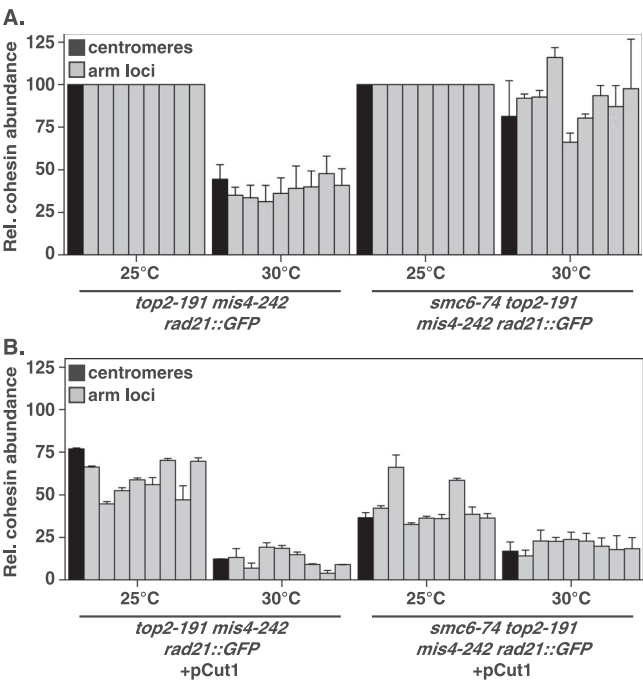 A.
Rel. cohesin abundance
125
100
75
50
25
0
centromeres
arm loci
25°C
30°C
25°C
30°C
top2-191 mis4-242
rad21::GFP
smc6-74 top2-191
mis4-242 rad21::GFP
B.
Rel. cohesin abundance
125
100
75
50
25
0
centromeres
arm loci
25°C
30°C
25°C
30°C
top2-191 mis4-242
rad21::GFP
+pCut1
smc6-74 top2-191
mis4-242 rad21::GFP
+pCut1